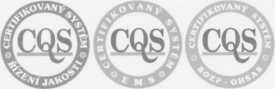 CERTIFIKOVANÝ SYSTÉM
CQS
ŘÍZENÍ JAKOSTI
CERTIFIKOVANÝ SYSTÉM
CQS
EMS
CERTIFIKOVANÝ SYSTÉM
CQS
BOZP - OHSAS